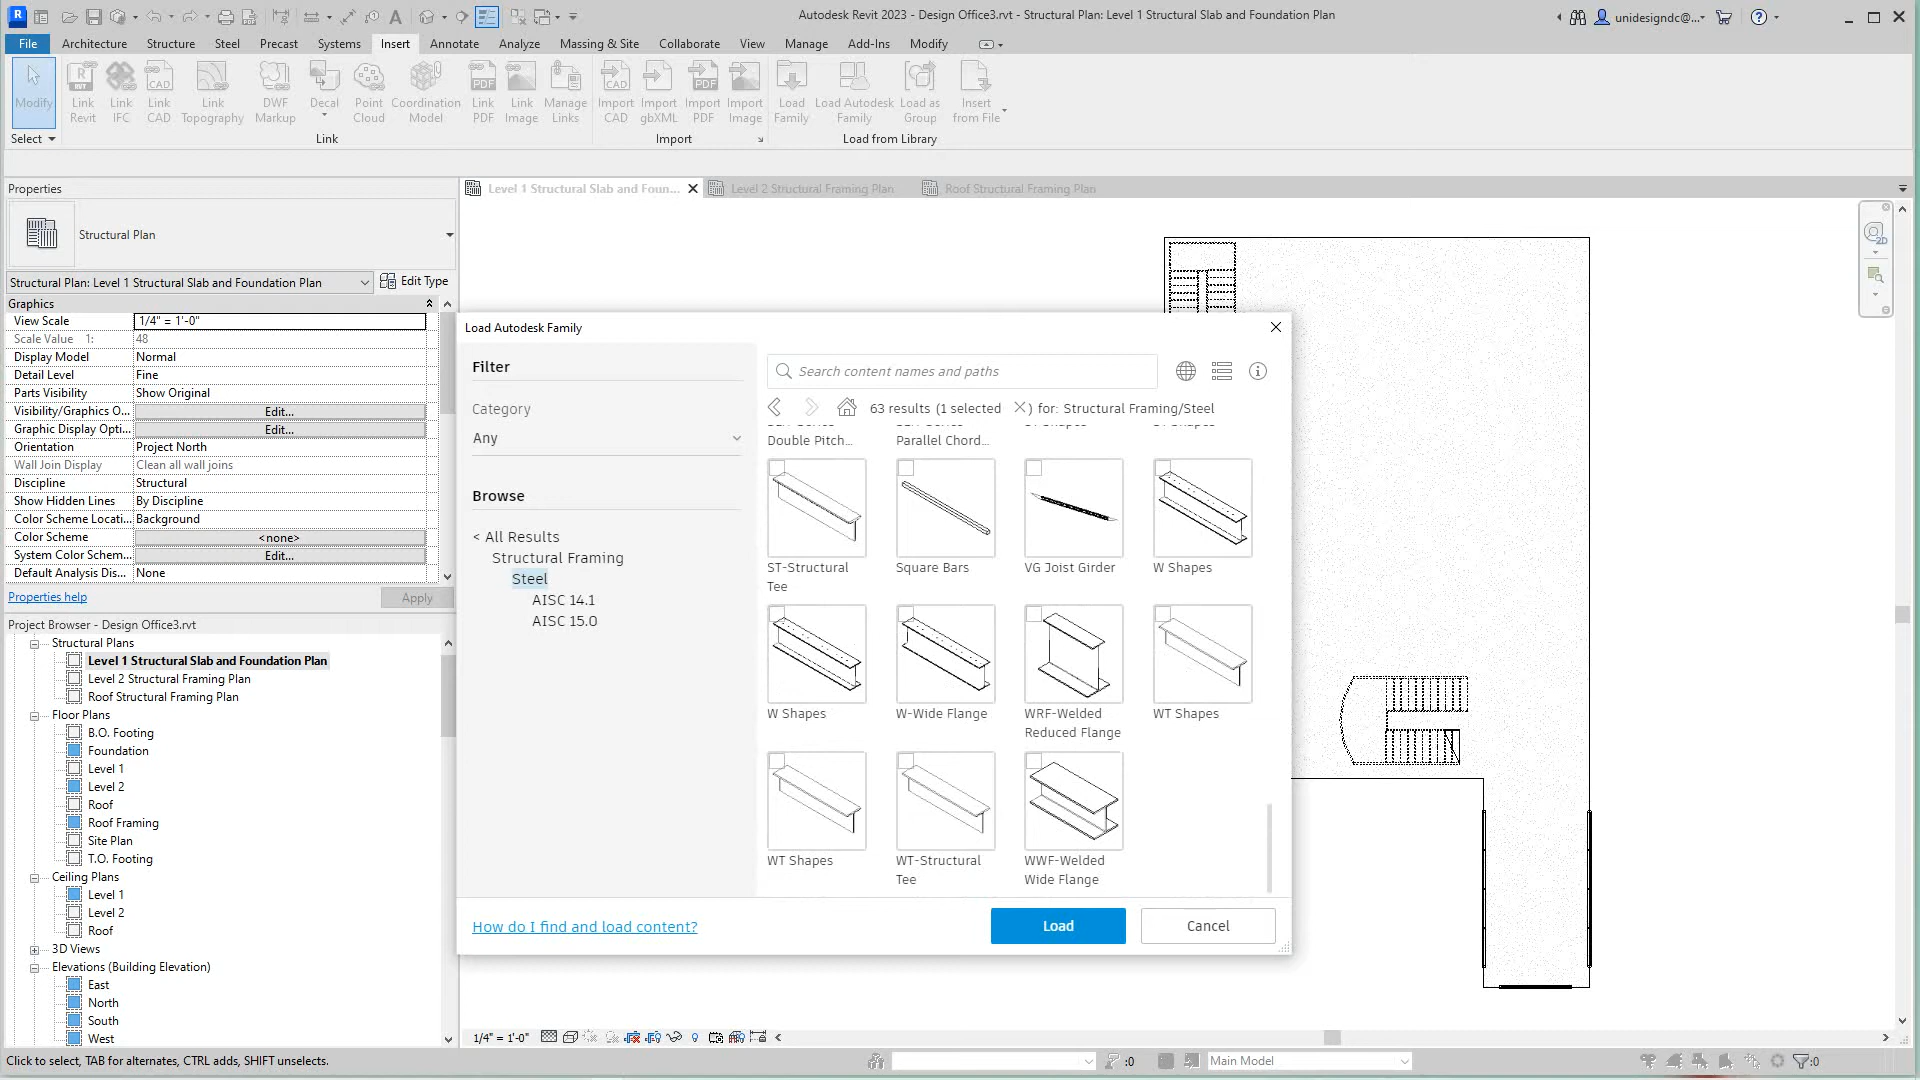 Autodesk Revit 2023 - Design Office3.rvt - Structural Plan: Level 1 Structural Slab and Foundation Plan
unidesigndc@...
File Architecture Structure Steel Precast Systems Insert Annotate Analyze Massing & Site Collaborate View Manage Add-Ins Modify
Modify
Link Revit
Link IFC
Link CAD
Link Topography
DWF Markup
Decal
Point Cloud
Coordination Model
Link PDF
Link Image
Manage Links
Import CAD
Import gbXML
Import PDF
Import Image
Load Family
Load Autodesk Family
Load as Group
Insert from File
Select
Link
Import
Load from Library
Properties
Level 1 Structural Slab and Foun...
Level 2 Structural Framing Plan
Roof Structural Framing Plan
Structural Plan
Structural Plan: Level 1 Structural Slab and Foundation Plan
Edit Type
Graphics
View Scale 1/4" = 1'-0"
Scale Value 1: 48
Display Model Normal
Detail Level Fine
Parts Visibility Show Original
Visibility/Graphics O... Edit...
Graphic Display Opti... Edit...
Orientation Project North
Wall Join Display Clean all wall joins
Discipline Structural
Show Hidden Lines By Discipline
Color Scheme Locati... Background
Color Scheme <none>
System Color Schem... Edit...
Default Analysis Dis... None
Properties help
Apply
Project Browser - Design Office3.rvt
Structural Plans
Level 1 Structural Slab and Foundation Plan
Level 2 Structural Framing Plan
Roof Structural Framing Plan
Floor Plans
B.O. Footing
Foundation
Level 1
Level 2
Roof
Roof Framing
Site Plan
T.O. Footing
Ceiling Plans
Level 1
Level 2
Roof
3D Views
Elevations (Building Elevation)
East
North
South
West
Load Autodesk Family
Filter
Category
Any
Browse
< All Results
Structural Framing
Steel
AISC 14.1
AISC 15.0
Search content names and paths
63 results (1 selected ) for: Structural Framing/Steel
Double Pitch...
Parallel Chord...
ST-Structural Tee
Square Bars
VG Joist Girder
W Shapes
W Shapes
W-Wide Flange
WRF-Welded Reduced Flange
WT Shapes
WT Shapes
WT-Structural Tee
WWF-Welded Wide Flange
How do I find and load content?
Load
Cancel
1/4" = 1'-0"
Click to select, TAB for alternates, CTRL adds, SHIFT unselects.
:0
Main Model
:0